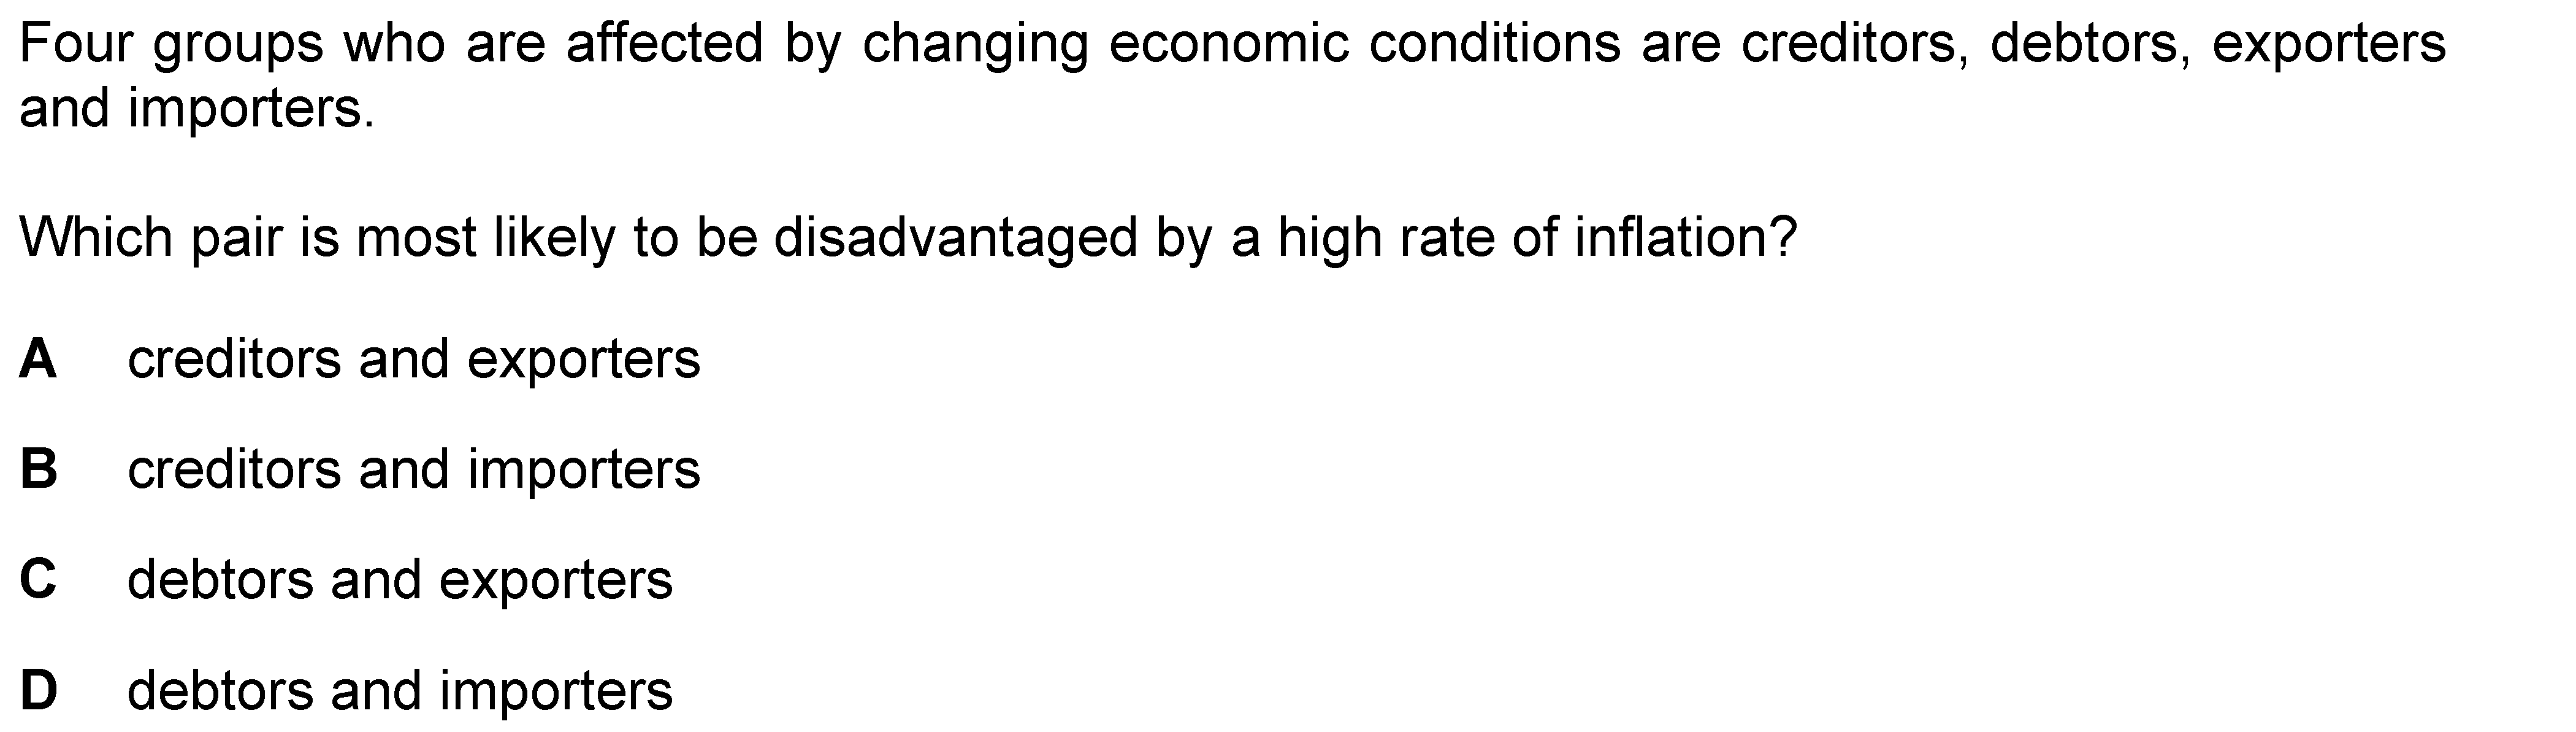 Four groups who are affected by changing economic conditions are creditors, debtors, exporters
and importers.
Which pair is most likely to be disadvantaged by a high rate of inflation?
A creditors and exporters
B creditors and importers
C debtors and exporters
D debtors and importers